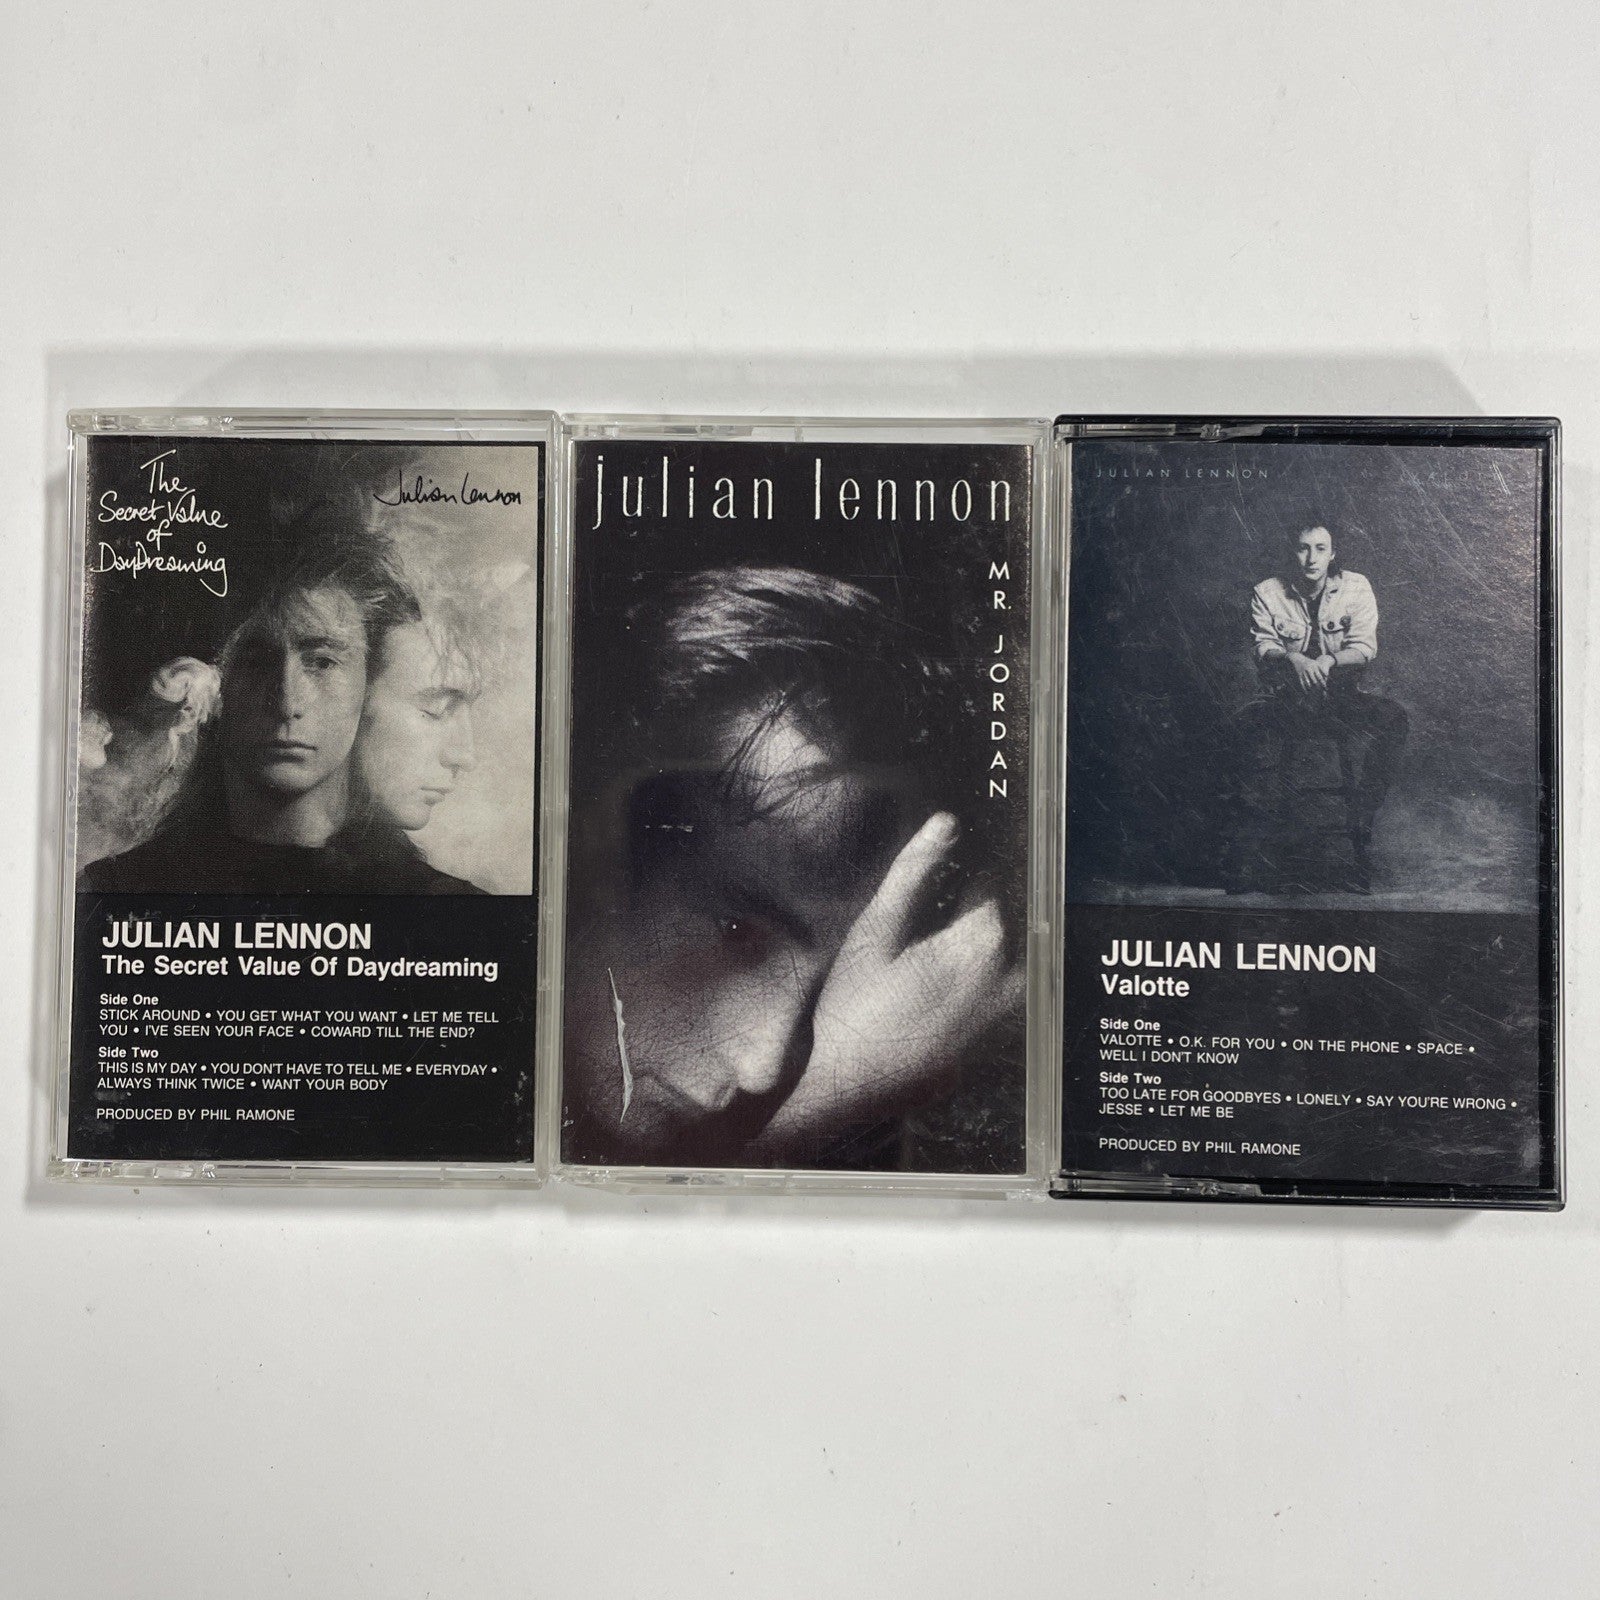 The
Secret Value
of
DayDreaming
Julian Lennon
JULIAN LENNON
The Secret Value Of Daydreaming
Side One
STICK AROUND • YOU GET WHAT YOU WANT • LET ME TELL
YOU • I'VE SEEN YOUR FACE • COWARD TILL THE END?
Side Two
THIS IS MY DAY • YOU DON'T HAVE TO TELL ME • EVERYDAY •
ALWAYS THINK TWICE • WANT YOUR BODY
PRODUCED BY PHIL RAMONE
julian lennon
MR. JORDAN
JULIAN LENNON
JULIAN LENNON
Valotte
Side One
VALOTTE • O.K. FOR YOU • ON THE PHONE • SPACE •
WELL I DON'T KNOW
Side Two
TOO LATE FOR GOODBYES • LONELY • SAY YOU'RE WRONG •
JESSE • LET ME BE
PRODUCED BY PHIL RAMONE